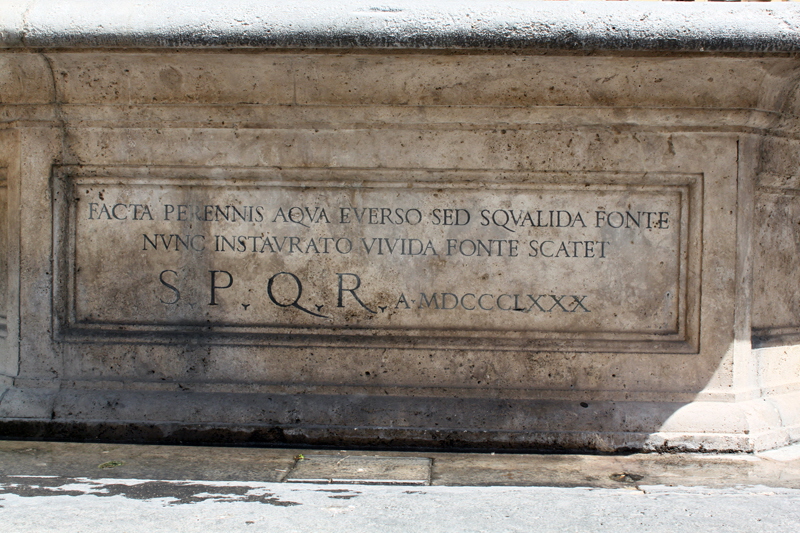 FACTA PERENNIS AQVA EVERSO SED SQVALIDA FONTE
NVNC INSTAVRATO VIVIDA FONTE SCATET
S. P. Q. R. A·MDCCCLXXX